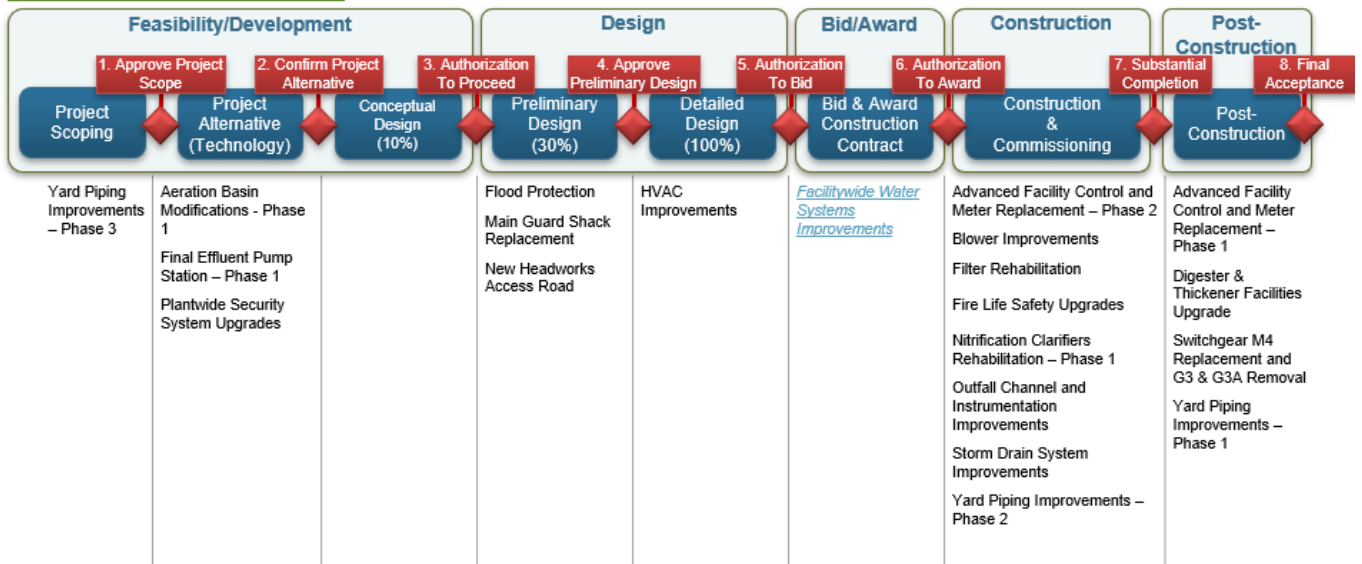 Feasibility/Development
Design
Bid/Award
Construction
Post-
Construction
1. Approve Project
Scope
2. Confirm Project
Alternative
3. Authorization
To Proceed
4. Approve
Preliminary Design
5. Authorization
To Bid
6. Authorization
To Award
7. Substantial
Completion
8. Final
Acceptance
Project
Scoping
Project
Alternative
(Technology)
Conceptual
Design
(10%)
Preliminary
Design
(30%)
Detailed
Design
(100%)
Bid & Award
Construction
Contract
Construction
&
Commissioning
Post-
Construction
Yard Piping
Improvements
– Phase 3
Aeration Basin
Modifications - Phase
1
Final Effluent Pump
Station – Phase 1
Plantwide Security
System Upgrades
Flood Protection
Main Guard Shack
Replacement
New Headworks
Access Road
HVAC
Improvements
Facilitywide Water
Systems
Improvements
Advanced Facility Control and
Meter Replacement – Phase 2
Blower Improvements
Filter Rehabilitation
Fire Life Safety Upgrades
Nitrification Clarifiers
Rehabilitation – Phase 1
Outfall Channel and
Instrumentation
Improvements
Storm Drain System
Improvements
Yard Piping Improvements –
Phase 2
Advanced Facility
Control and Meter
Replacement –
Phase 1
Digester &
Thickener Facilities
Upgrade
Switchgear M4
Replacement and
G3 & G3A Removal
Yard Piping
Improvements –
Phase 1